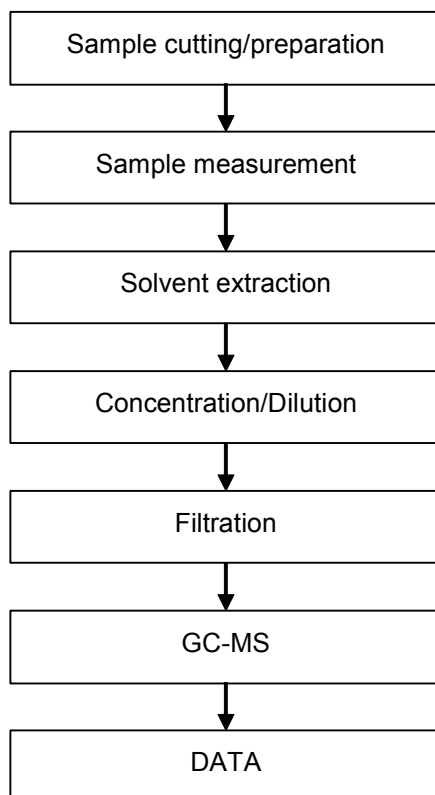 Sample cutting/preparation
Sample measurement
Solvent extraction
Concentration/Dilution
Filtration
GC-MS
DATA